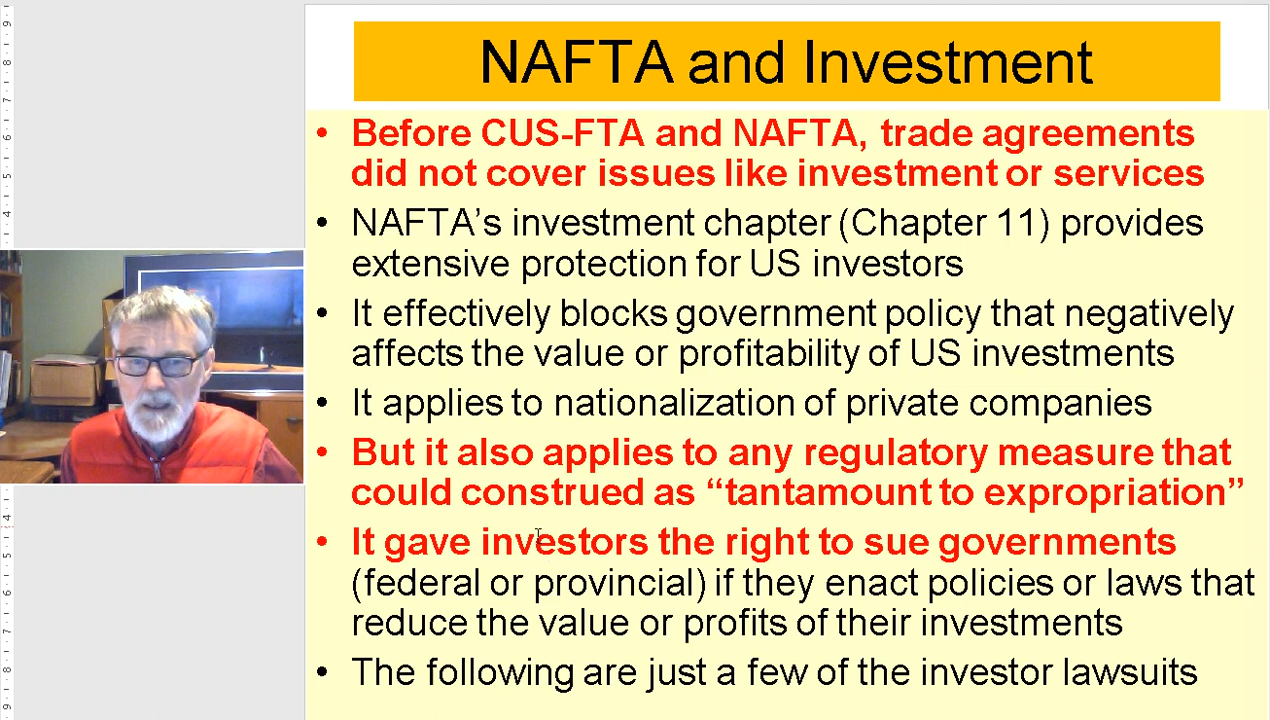 NAFTA and Investment
• Before CUS-FTA and NAFTA, trade agreements
did not cover issues like investment or services
• NAFTA’s investment chapter (Chapter 11) provides
extensive protection for US investors
• It effectively blocks government policy that negatively
affects the value or profitability of US investments
• It applies to nationalization of private companies
• But it also applies to any regulatory measure that
could construed as “tantamount to expropriation”
• It gave investors the right to sue governments
(federal or provincial) if they enact policies or laws that
reduce the value or profits of their investments
• The following are just a few of the investor lawsuits